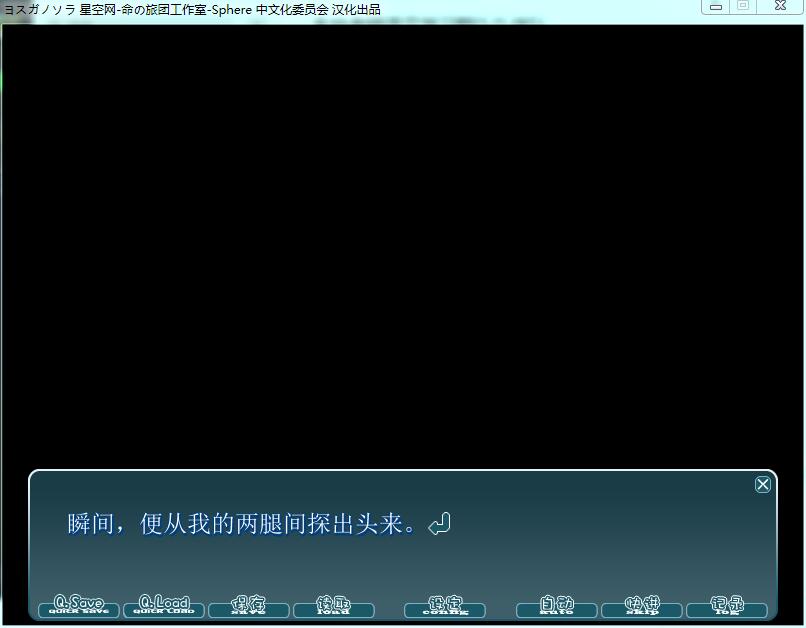 ヨスガノソラ 星空网-命の旅团工作室-Sphere 中文化委员会 汉化出品
瞬间，便从我的两腿间探出头来。
Q.Save Q.Load 保存 读取 设定 自动 快进 记录
quick save quick load save load config auto skip log